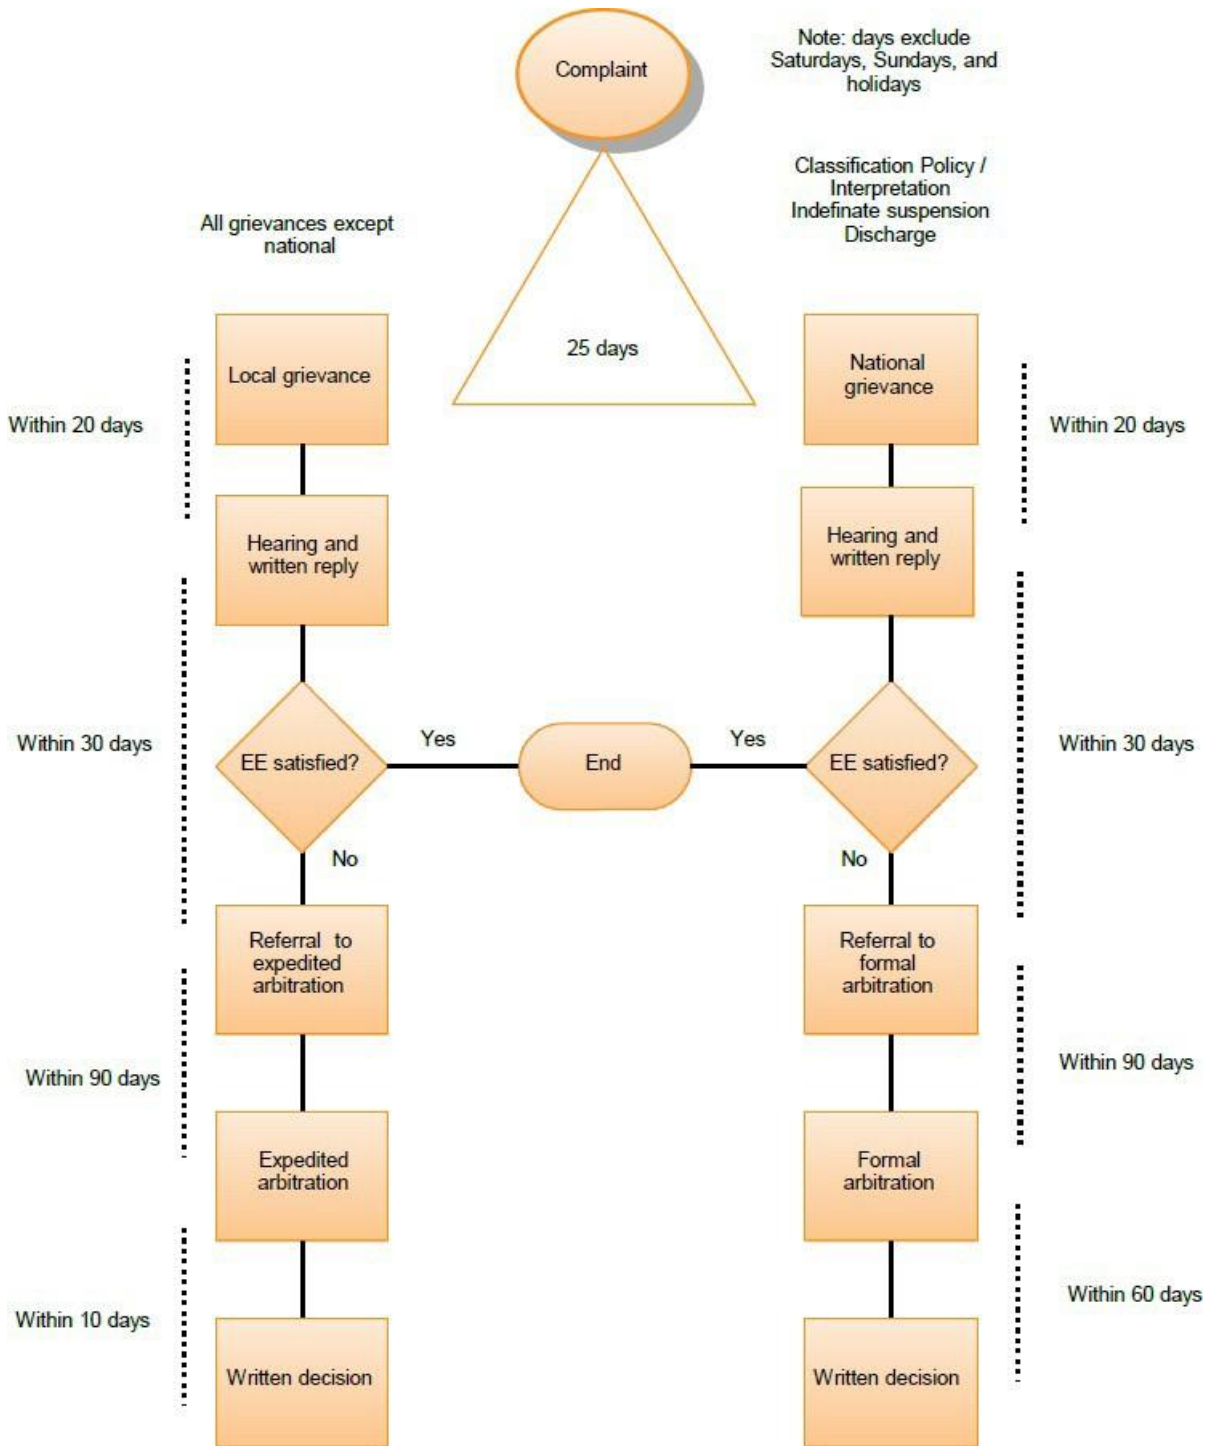 Complaint
Note: days exclude
Saturdays, Sundays, and
holidays
Classification Policy /
Interpretation
Indefinate suspension
Discharge
All grievances except
national
25 days
Local grievance
National
grievance
Within 20 days
Within 20 days
Hearing and
written reply
Hearing and
written reply
Within 30 days
EE satisfied?
Yes
End
Yes
EE satisfied?
Within 30 days
No
No
Referral to
expedited
arbitration
Referral to
formal
arbitration
Within 90 days
Within 90 days
Expedited
arbitration
Formal
arbitration
Within 10 days
Within 60 days
Written decision
Written decision